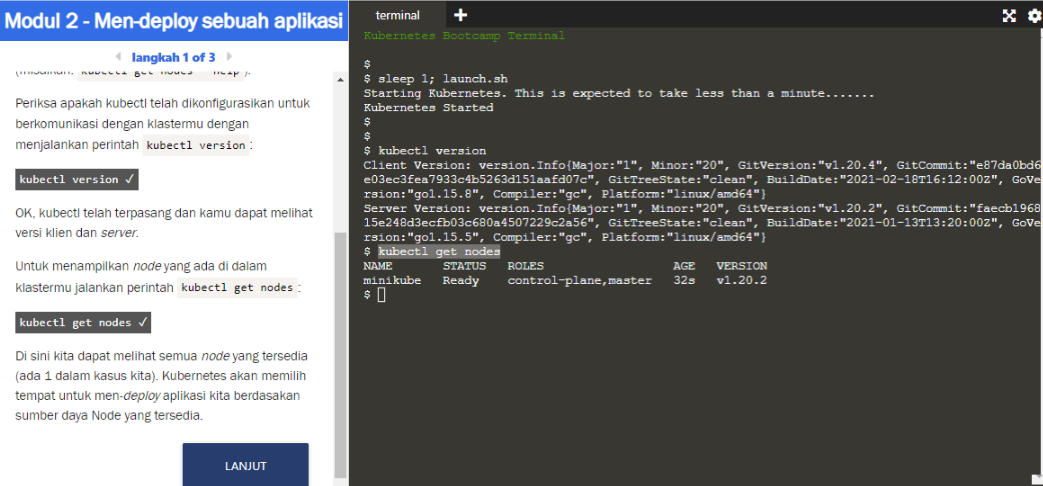 Modul 2 - Men-deploy sebuah aplikasi
langkah 1 of 3
(misalkan: kubectl get nodes --help ).
Periksa apakah kubectl telah dikonfigurasikan untuk
berkomunikasi dengan klastermu dengan
menjalankan perintah kubectl version :
kubectl version ✓
OK, kubectl telah terpasang dan kamu dapat melihat
versi klien dan server.
Untuk menampilkan node yang ada di dalam
klastermu jalankan perintah kubectl get nodes :
kubectl get nodes ✓
Di sini kita dapat melihat semua node yang tersedia
(ada 1 dalam kasus kita). Kubernetes akan memilih
tempat untuk men-deploy aplikasi kita berdasakan
sumber daya Node yang tersedia.
LANJUT
terminal +
Kubernetes Bootcamp Terminal
$
$ sleep 1; launch.sh
Starting Kubernetes. This is expected to take less than a minute.......
Kubernetes Started
$
$
$ kubectl version
Client Version: version.Info{Major:"1", Minor:"20", GitVersion:"v1.20.4", GitCommit:"e87da0bd6
e03ec3fea7933c4b5263d151aafd07c", GitTreeState:"clean", BuildDate:"2021-02-18T16:12:00Z", GoVe
rsion:"go1.15.8", Compiler:"gc", Platform:"linux/amd64"}
Server Version: version.Info{Major:"1", Minor:"20", GitVersion:"v1.20.2", GitCommit:"faecb1968
15e248d3ecfb03c680a4507229c2a56", GitTreeState:"clean", BuildDate:"2021-01-13T13:20:00Z", GoVe
rsion:"go1.15.5", Compiler:"gc", Platform:"linux/amd64"}
$ kubectl get nodes
NAME STATUS ROLES AGE VERSION
minikube Ready control-plane,master 32s v1.20.2
$